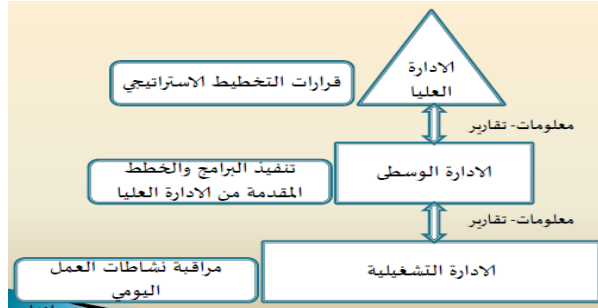 الادارة
العليا
قرارات التخطيط الاستراتيجي
معلومات- تقارير
الادارة الوسطى
تنفيذ البرامج والخطط
المقدمة من الادارة العليا
معلومات- تقارير
الادارة التشغيلية
مراقبة نشاطات العمل
اليومي